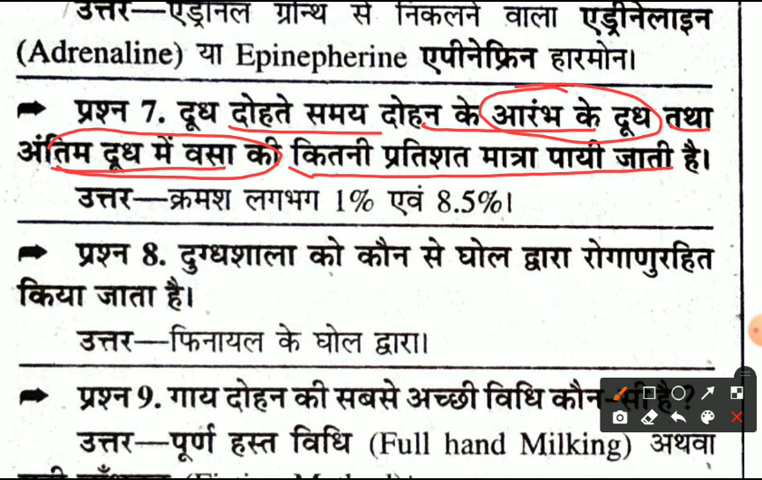 उत्तर—एड्रीनल ग्रन्थि से निकलने वाला एड्रीनेलाइन
(Adrenaline) या Epinepherine एपीनेफ्रिन हारमोन।
➡ प्रश्न 7. दूध दोहते समय दोहन के आरंभ के दूध तथा
अंतिम दूध में वसा की कितनी प्रतिशत मात्रा पायी जाती है।
उत्तर—क्रमश लगभग 1% एवं 8.5%।
➡ प्रश्न 8. दुग्धशाला को कौन से घोल द्वारा रोगाणुरहित
किया जाता है।
उत्तर—फिनायल के घोल द्वारा।
➡ प्रश्न 9. गाय दोहन की सबसे अच्छी विधि कौन-सी है ?
उत्तर—पूर्ण हस्त विधि (Full hand Milking) अथवा